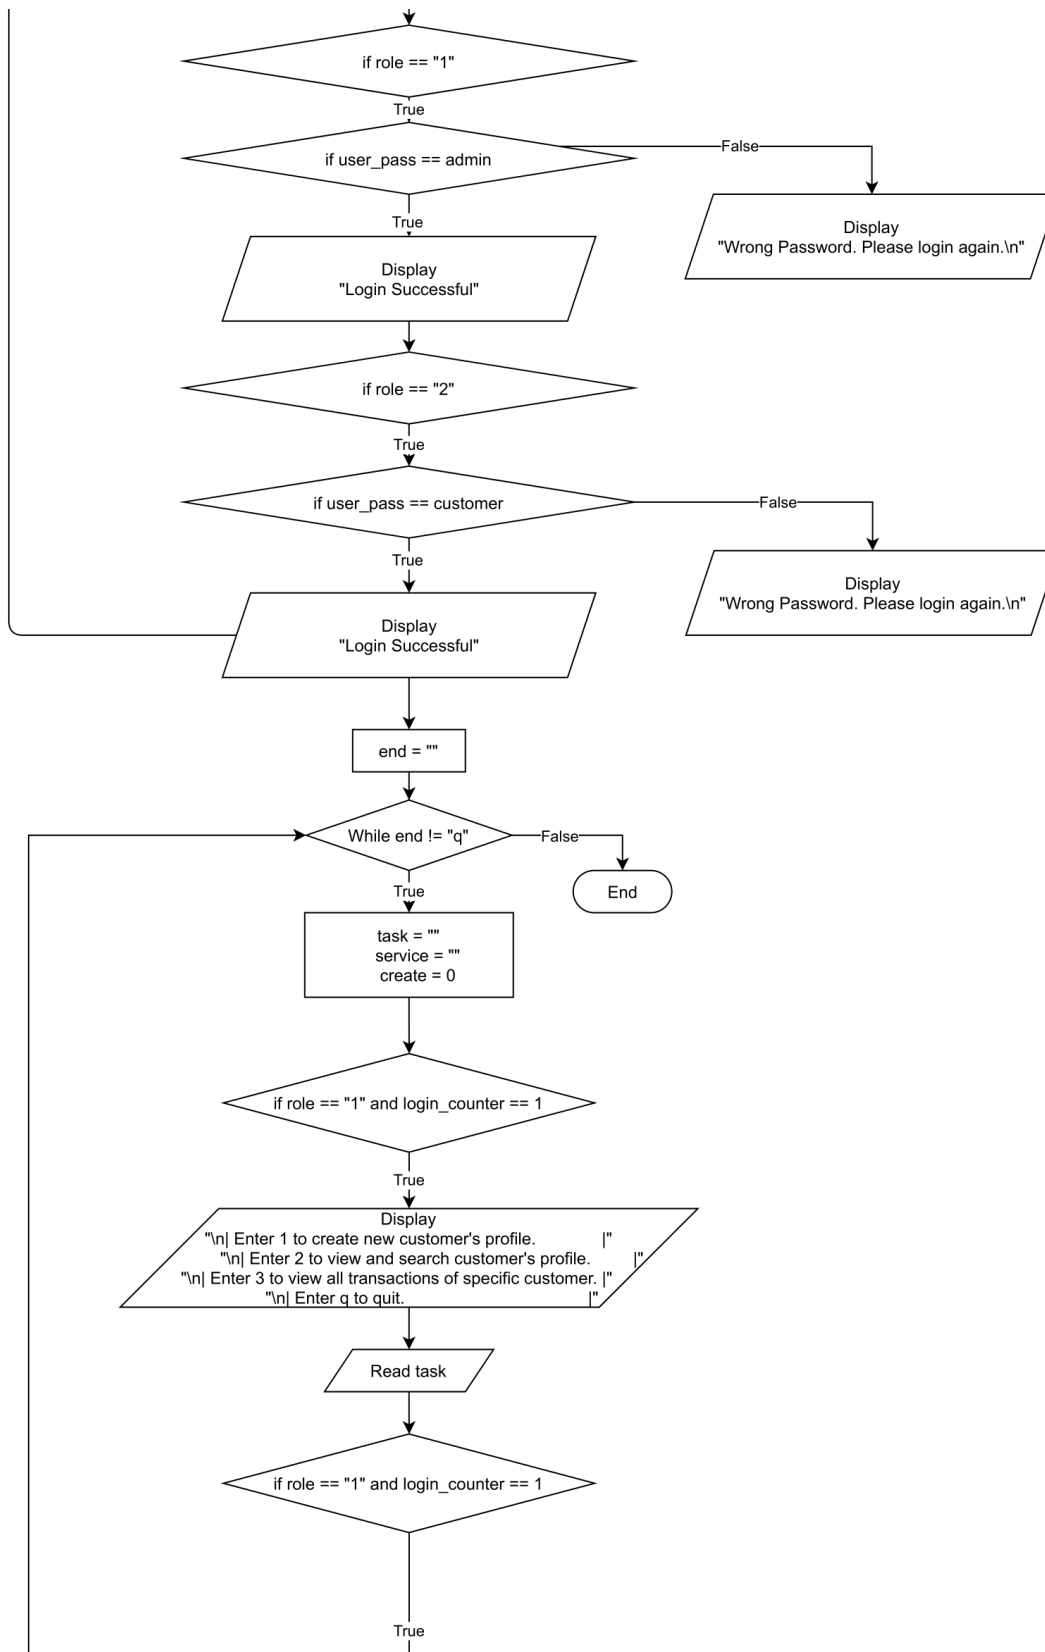 if role == "1"
True
if user_pass == admin
False
True
Display
"Wrong Password. Please login again.\n"
Display
"Login Successful"
if role == "2"
True
if user_pass == customer
False
True
Display
"Wrong Password. Please login again.\n"
Display
"Login Successful"
end = ""
While end != "q"
False
True
End
task = ""
service = ""
create = 0
if role == "1" and login_counter == 1
True
Display
"\n| Enter 1 to create new customer's profile. |"
"\n| Enter 2 to view and search customer's profile. |"
"\n| Enter 3 to view all transactions of specific customer. |"
"\n| Enter q to quit. |"
Read task
if role == "1" and login_counter == 1
True